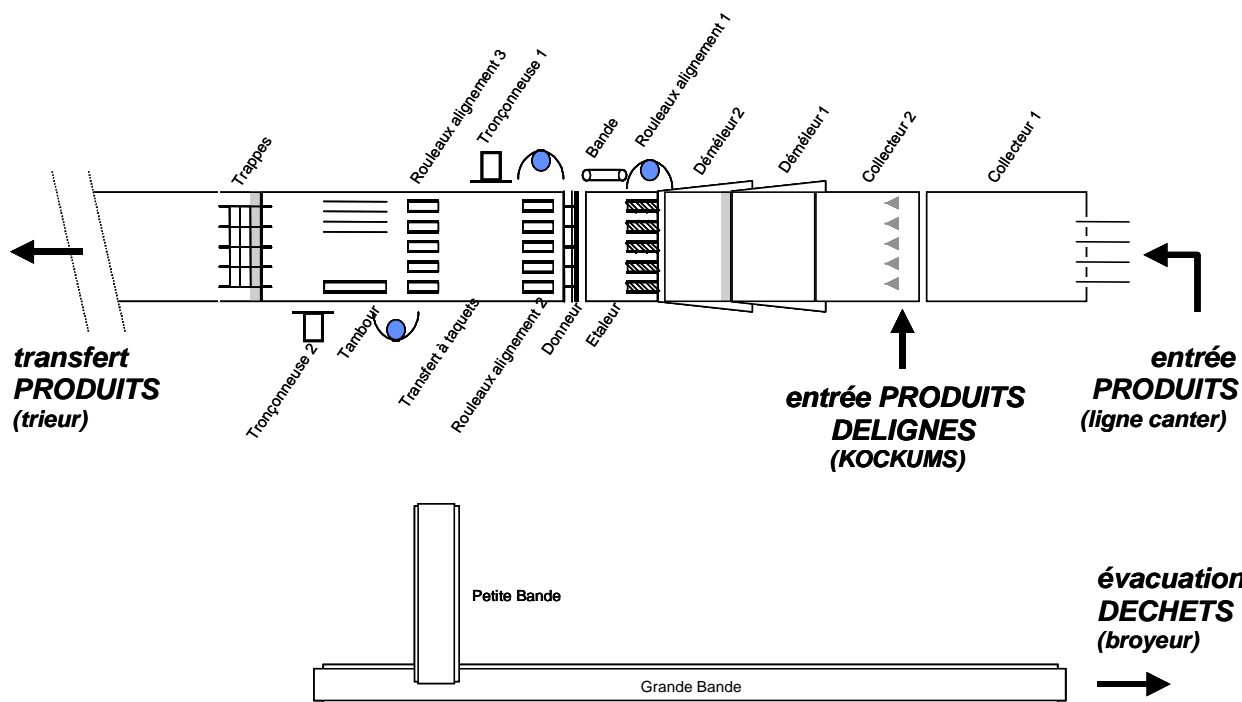 Trappes
Rouleaux alignement 3
Tronçonneuse 1
Bande
Rouleaux alignement 1
Déméleur 2
Déméleur 1
Collecteur 2
Collecteur 1
Tronçonneuse 2
Tambour
Transfert à taquets
Rouleaux alignement 2
Donneur
Etaleur
transfert
PRODUITS
(trieur)
entrée PRODUITS
DELIGNES
(KOCKUMS)
entrée
PRODUITS
(ligne canter)
Petite Bande
Grande Bande
évacuation
DECHETS
(broyeur)